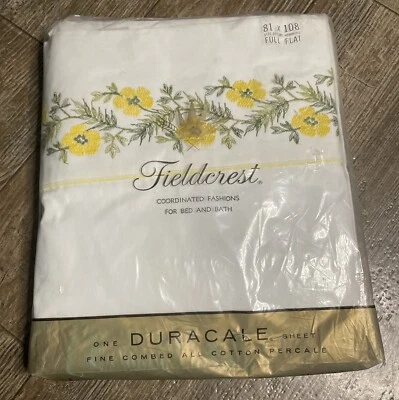 81 x 108
FULL FLAT
Fieldcrest®
COORDINATED FASHIONS
FOR BED AND BATH
ONE DURACALE® SHEET
FINE COMBED ALL COTTON PERCALE